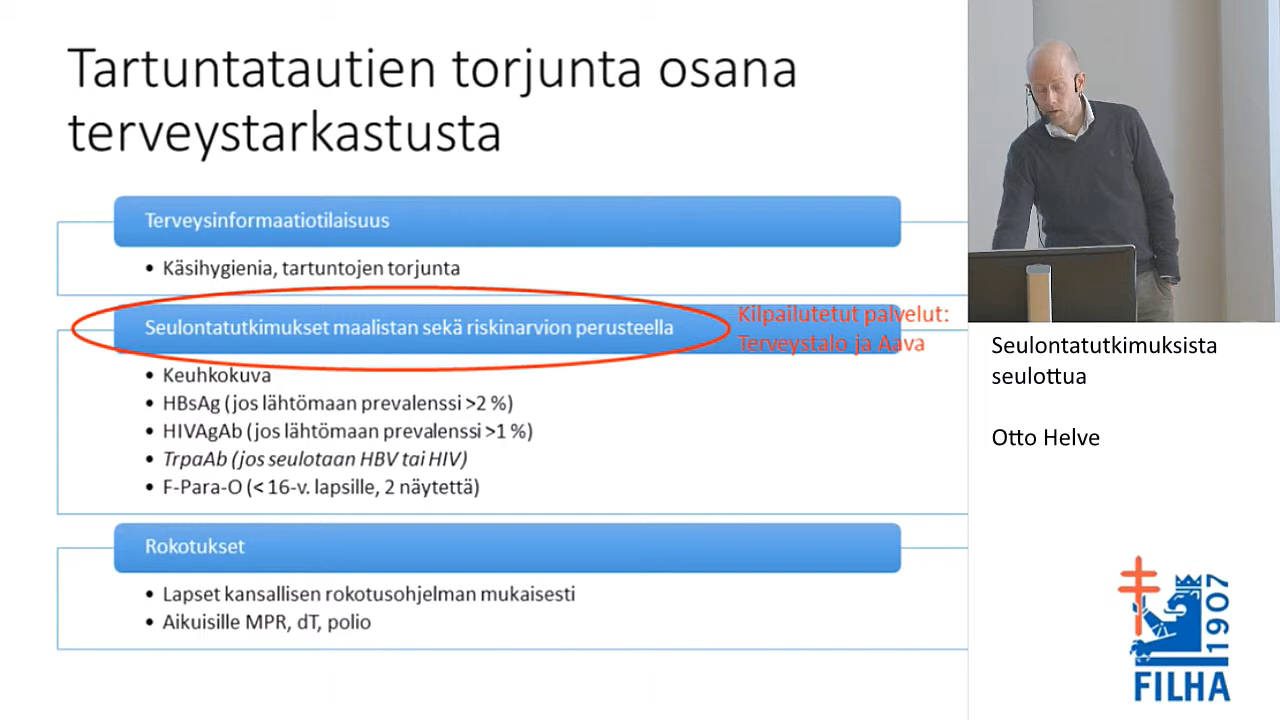 Tartuntatautien torjunta osana
terveystarkastusta
Terveysinformaatiotilaisuus
• Käsihygienia, tartuntojen torjunta
Seulontatutkimukset maalistan sekä riskinarvion perusteella
Kilpailutetut palvelut:
Terveystalo ja Aava
• Keuhkokuva
• HBsAg (jos lähtömaan prevalenssi >2 %)
• HIVAgAb (jos lähtömaan prevalenssi >1 %)
• TrpaAb (jos seulotaan HBV tai HIV)
• F-Para-O (< 16-v. lapsille, 2 näytettä)
Rokotukset
• Lapset kansallisen rokotusohjelman mukaisesti
• Aikuisille MPR, dT, polio
Seulontatutkimuksista
seulottua
Otto Helve
1907
FILHA